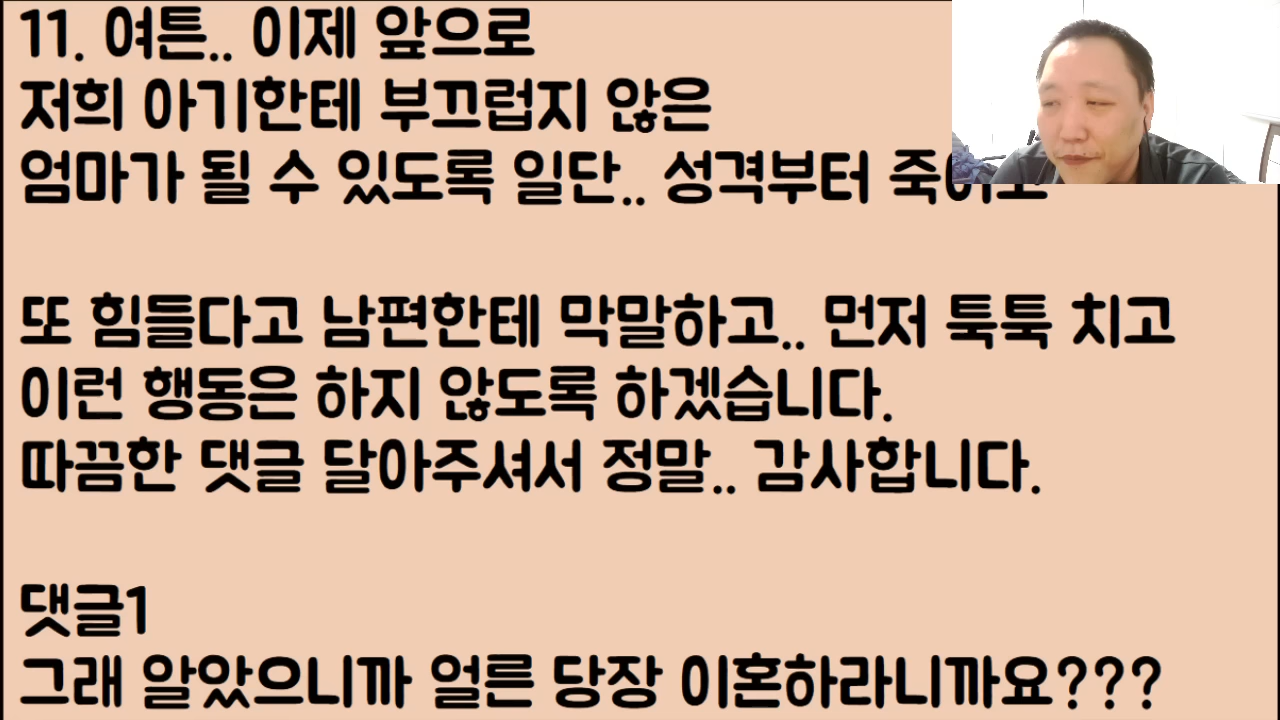 11. 여튼.. 이제 앞으로
저희 아기한테 부끄럽지 않은
엄마가 될 수 있도록 일단.. 성격부터 죽이고
또 힘들다고 남편한테 막말하고.. 먼저 툭툭 치고
이런 행동은 하지 않도록 하겠습니다.
따끔한 댓글 달아주셔서 정말.. 감사합니다.
댓글1
그래 알았으니까 얼른 당장 이혼하라니까요???